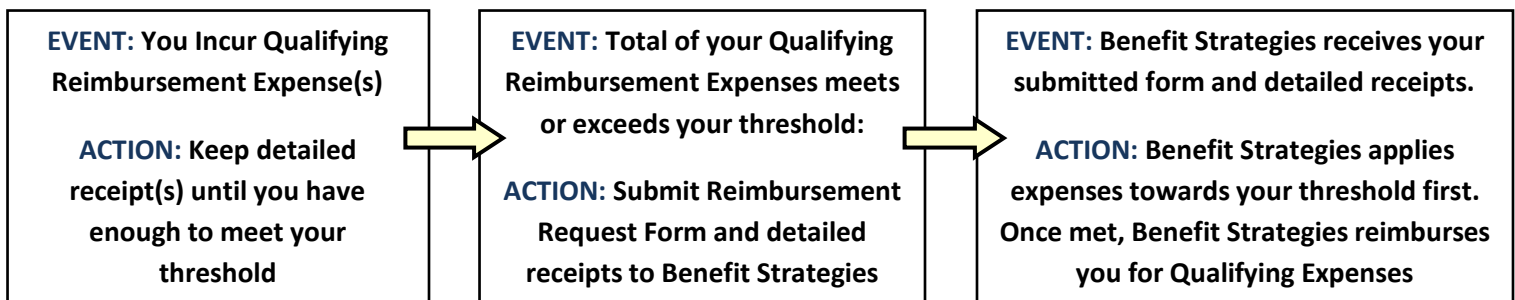 EVENT: You Incur Qualifying
Reimbursement Expense(s)
ACTION: Keep detailed
receipt(s) until you have
enough to meet your
threshold
EVENT: Total of your Qualifying
Reimbursement Expenses meets
or exceeds your threshold:
ACTION: Submit Reimbursement
Request Form and detailed
receipts to Benefit Strategies
EVENT: Benefit Strategies receives your
submitted form and detailed receipts.
ACTION: Benefit Strategies applies
expenses towards your threshold first.
Once met, Benefit Strategies reimburses
you for Qualifying Expenses